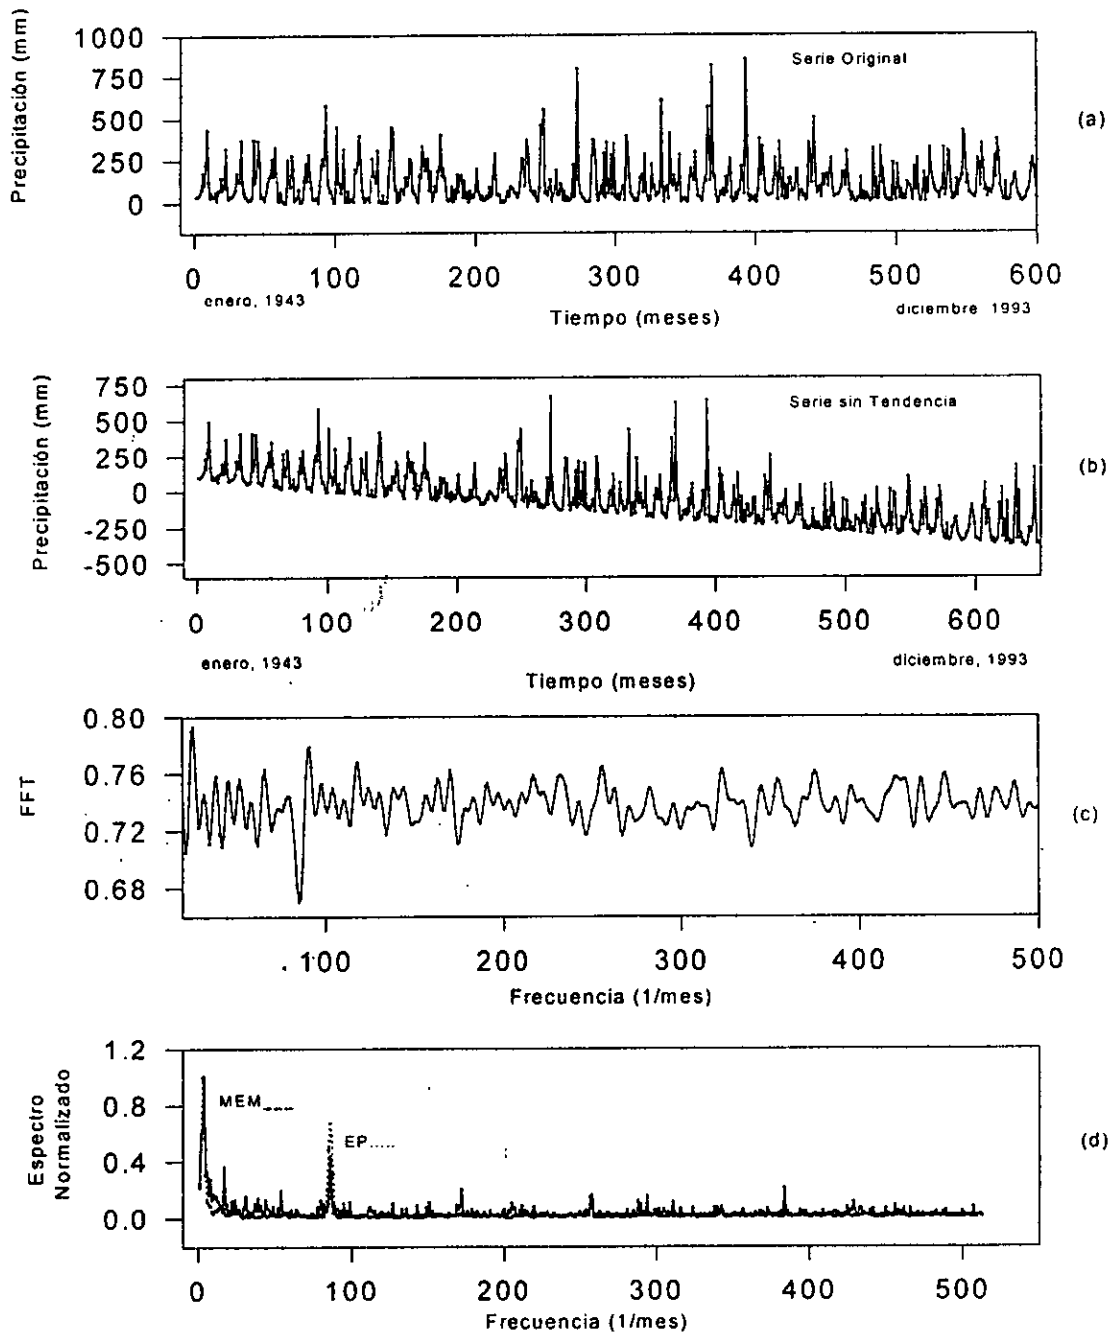 Precipitación (mm)
1000
750
500
250
0
Serie Original
(a)
0 100 200 300 400 500 600
enero, 1943
Tiempo (meses)
diciembre 1993
Precipitación (mm)
750
500
250
0
-250
-500
Serie sin Tendencia
(b)
0 100 200 300 400 500 600
enero, 1943
Tiempo (meses)
diciembre, 1993
FFT
0.80
0.76
0.72
0.68
(c)
100 200 300 400 500
Frecuencia (1/mes)
Espectro
Normalizado
1.2
0.8
0.4
0.0
MEM_____
EP.....
(d)
0 100 200 300 400 500
Frecuencia (1/mes)